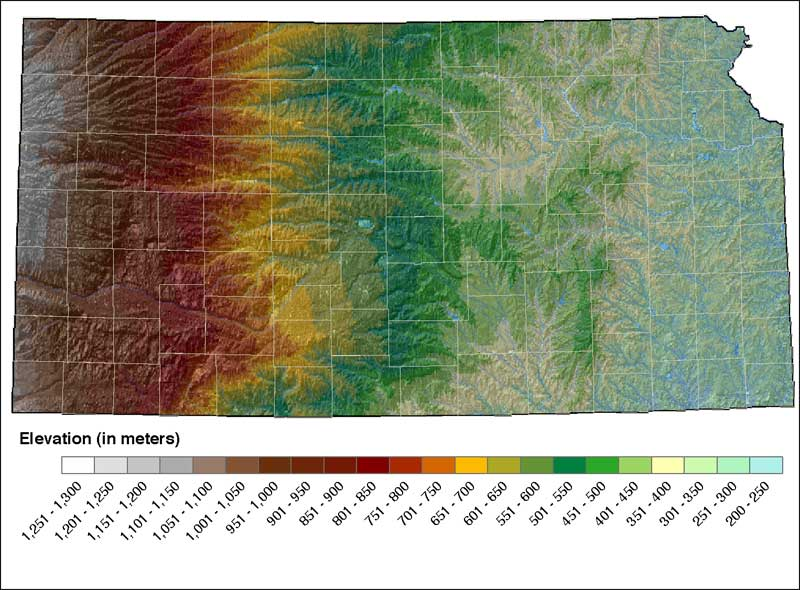 Elevation (in meters)
1,251 - 1,300
1,201 - 1,250
1,151 - 1,200
1,101 - 1,150
1,051 - 1,100
1,001 - 1,050
951 - 1,000
901 - 950
851 - 900
801 - 850
751 - 800
701 - 750
651 - 700
601 - 650
551 - 600
501 - 550
451 - 500
401 - 450
351 - 400
301 - 350
251 - 300
200 - 250